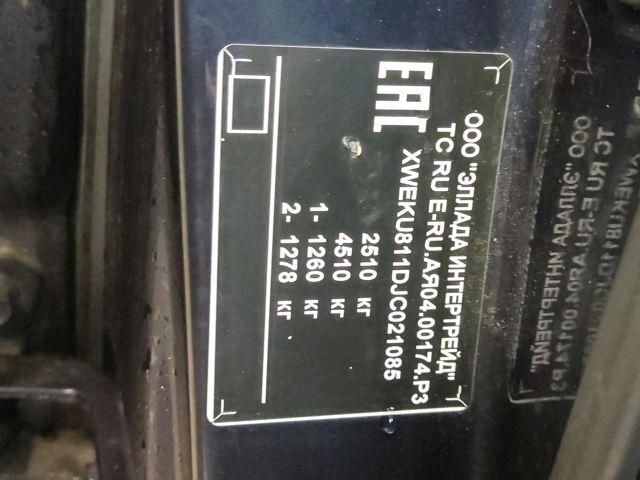 ООО "ЭЛЛАДА ИНТЕРТРЕЙД"
ТС RU E-RU.АЯ04.00174.Р3
XWEKU811DJC021085
2510 кг
4510 кг
1- 1260 кг
2- 1278 кг
EAC